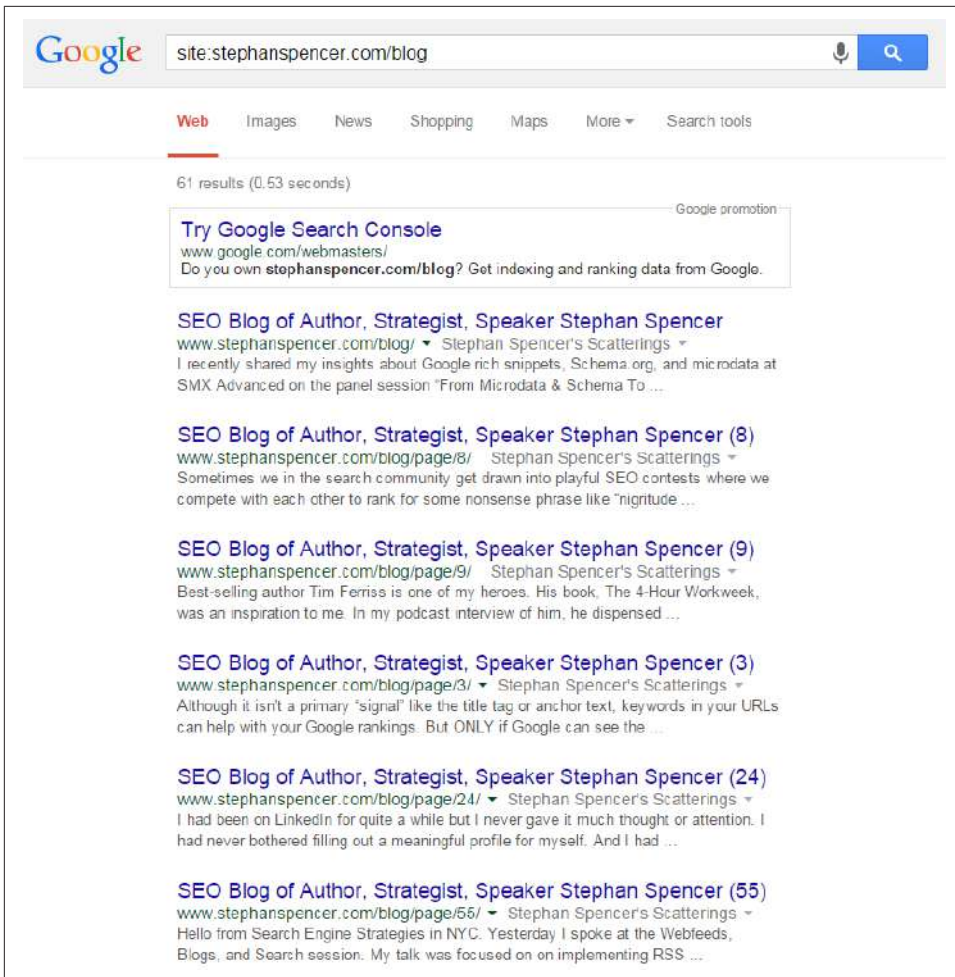 Google
site:stephanspencer.com/blog
Web Images News Shopping Maps More Search tools
61 results (0.53 seconds)
Google promotion
Try Google Search Console
www.google.com/webmasters/
Do you own stephanspencer.com/blog? Get indexing and ranking data from Google.
SEO Blog of Author, Strategist, Speaker Stephan Spencer
www.stephanspencer.com/blog/ Stephan Spencer's Scatterings
I recently shared my insights about Google rich snippets, Schema.org, and microdata at
SMX Advanced on the panel session "From Microdata & Schema To ...
SEO Blog of Author, Strategist, Speaker Stephan Spencer (8)
www.stephanspencer.com/blog/page/8/ Stephan Spencer's Scatterings
Sometimes we in the search community get drawn into playful SEO contests where we
compete with each other to rank for some nonsense phrase like "nigritude ...
SEO Blog of Author, Strategist, Speaker Stephan Spencer (9)
www.stephanspencer.com/blog/page/9/ Stephan Spencer's Scatterings
Best-selling author Tim Ferriss is one of my heroes. His book, The 4-Hour Workweek,
was an inspiration to me. In my podcast interview of him, he dispensed ...
SEO Blog of Author, Strategist, Speaker Stephan Spencer (3)
www.stephanspencer.com/blog/page/3/ Stephan Spencer's Scatterings
Although it isn't a primary "signal" like the title tag or anchor text, keywords in your URLs
can help with your Google rankings. But ONLY if Google can see the ...
SEO Blog of Author, Strategist, Speaker Stephan Spencer (24)
www.stephanspencer.com/blog/page/24/ Stephan Spencer's Scatterings
I had been on LinkedIn for quite a while but I never gave it much thought or attention. I
had never bothered filling out a meaningful profile for myself. And I had ...
SEO Blog of Author, Strategist, Speaker Stephan Spencer (55)
www.stephanspencer.com/blog/page/55/ Stephan Spencer's Scatterings
Hello from Search Engine Strategies in NYC. Yesterday I spoke at the Webfeeds,
Blogs, and Search session. My talk was focused on on implementing RSS ...